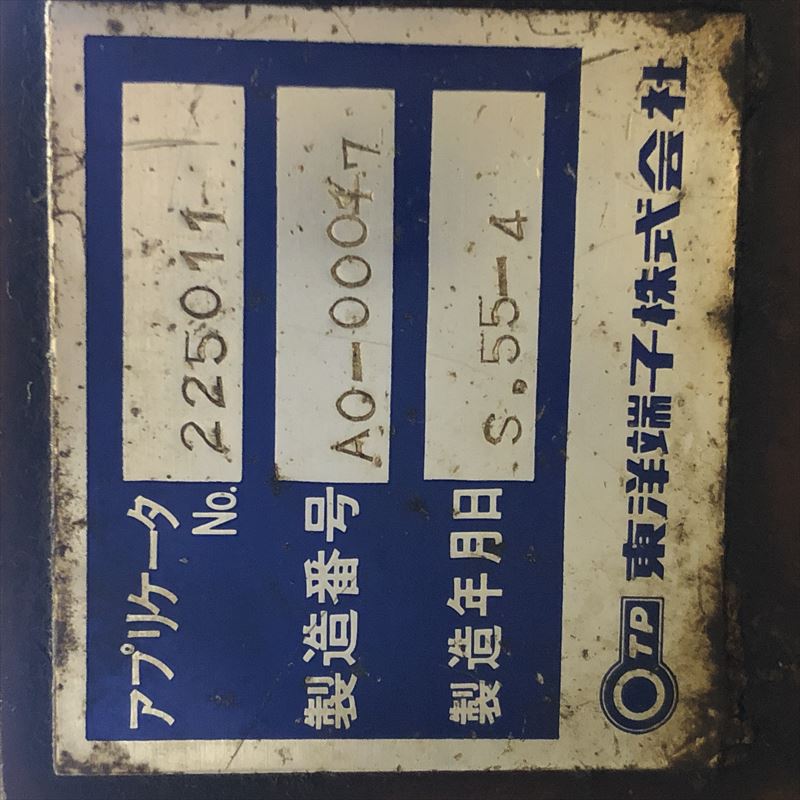 アプリケータ
No. 225011
製造番号 A0-00047
製造年月日 S.55-4
TP 東洋端子株式会社